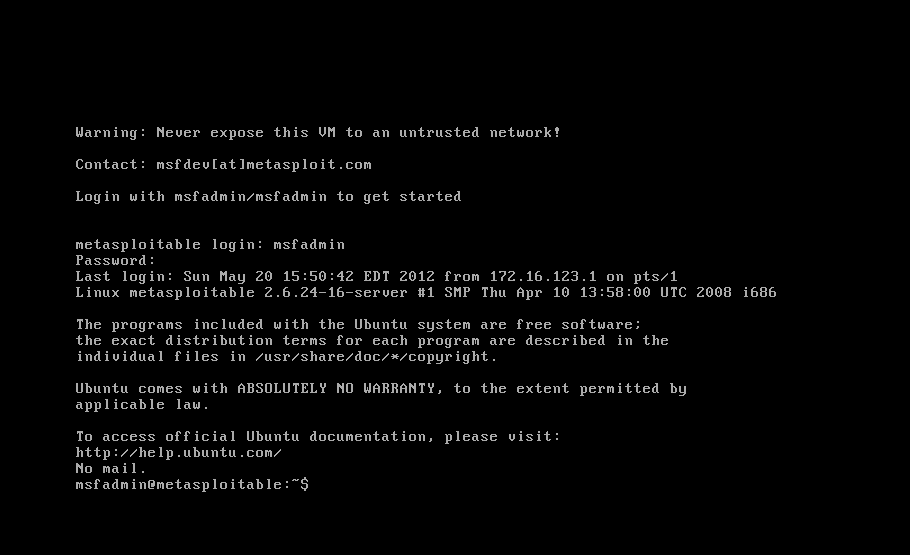 Warning: Never expose this VM to an untrusted network!
Contact: msfdev[at]metasploit.com
Login with msfadmin/msfadmin to get started
metasploitable login: msfadmin
Password:
Last login: Sun May 20 15:50:42 EDT 2012 from 172.16.123.1 on pts/1
Linux metasploitable 2.6.24-16-server #1 SMP Thu Apr 10 13:58:00 UTC 2008 i686
The programs included with the Ubuntu system are free software;
the exact distribution terms for each program are described in the
individual files in /usr/share/doc/*/copyright.
Ubuntu comes with ABSOLUTELY NO WARRANTY, to the extent permitted by
applicable law.
To access official Ubuntu documentation, please visit:
http://help.ubuntu.com/
No mail.
msfadmin@metasploitable:~$